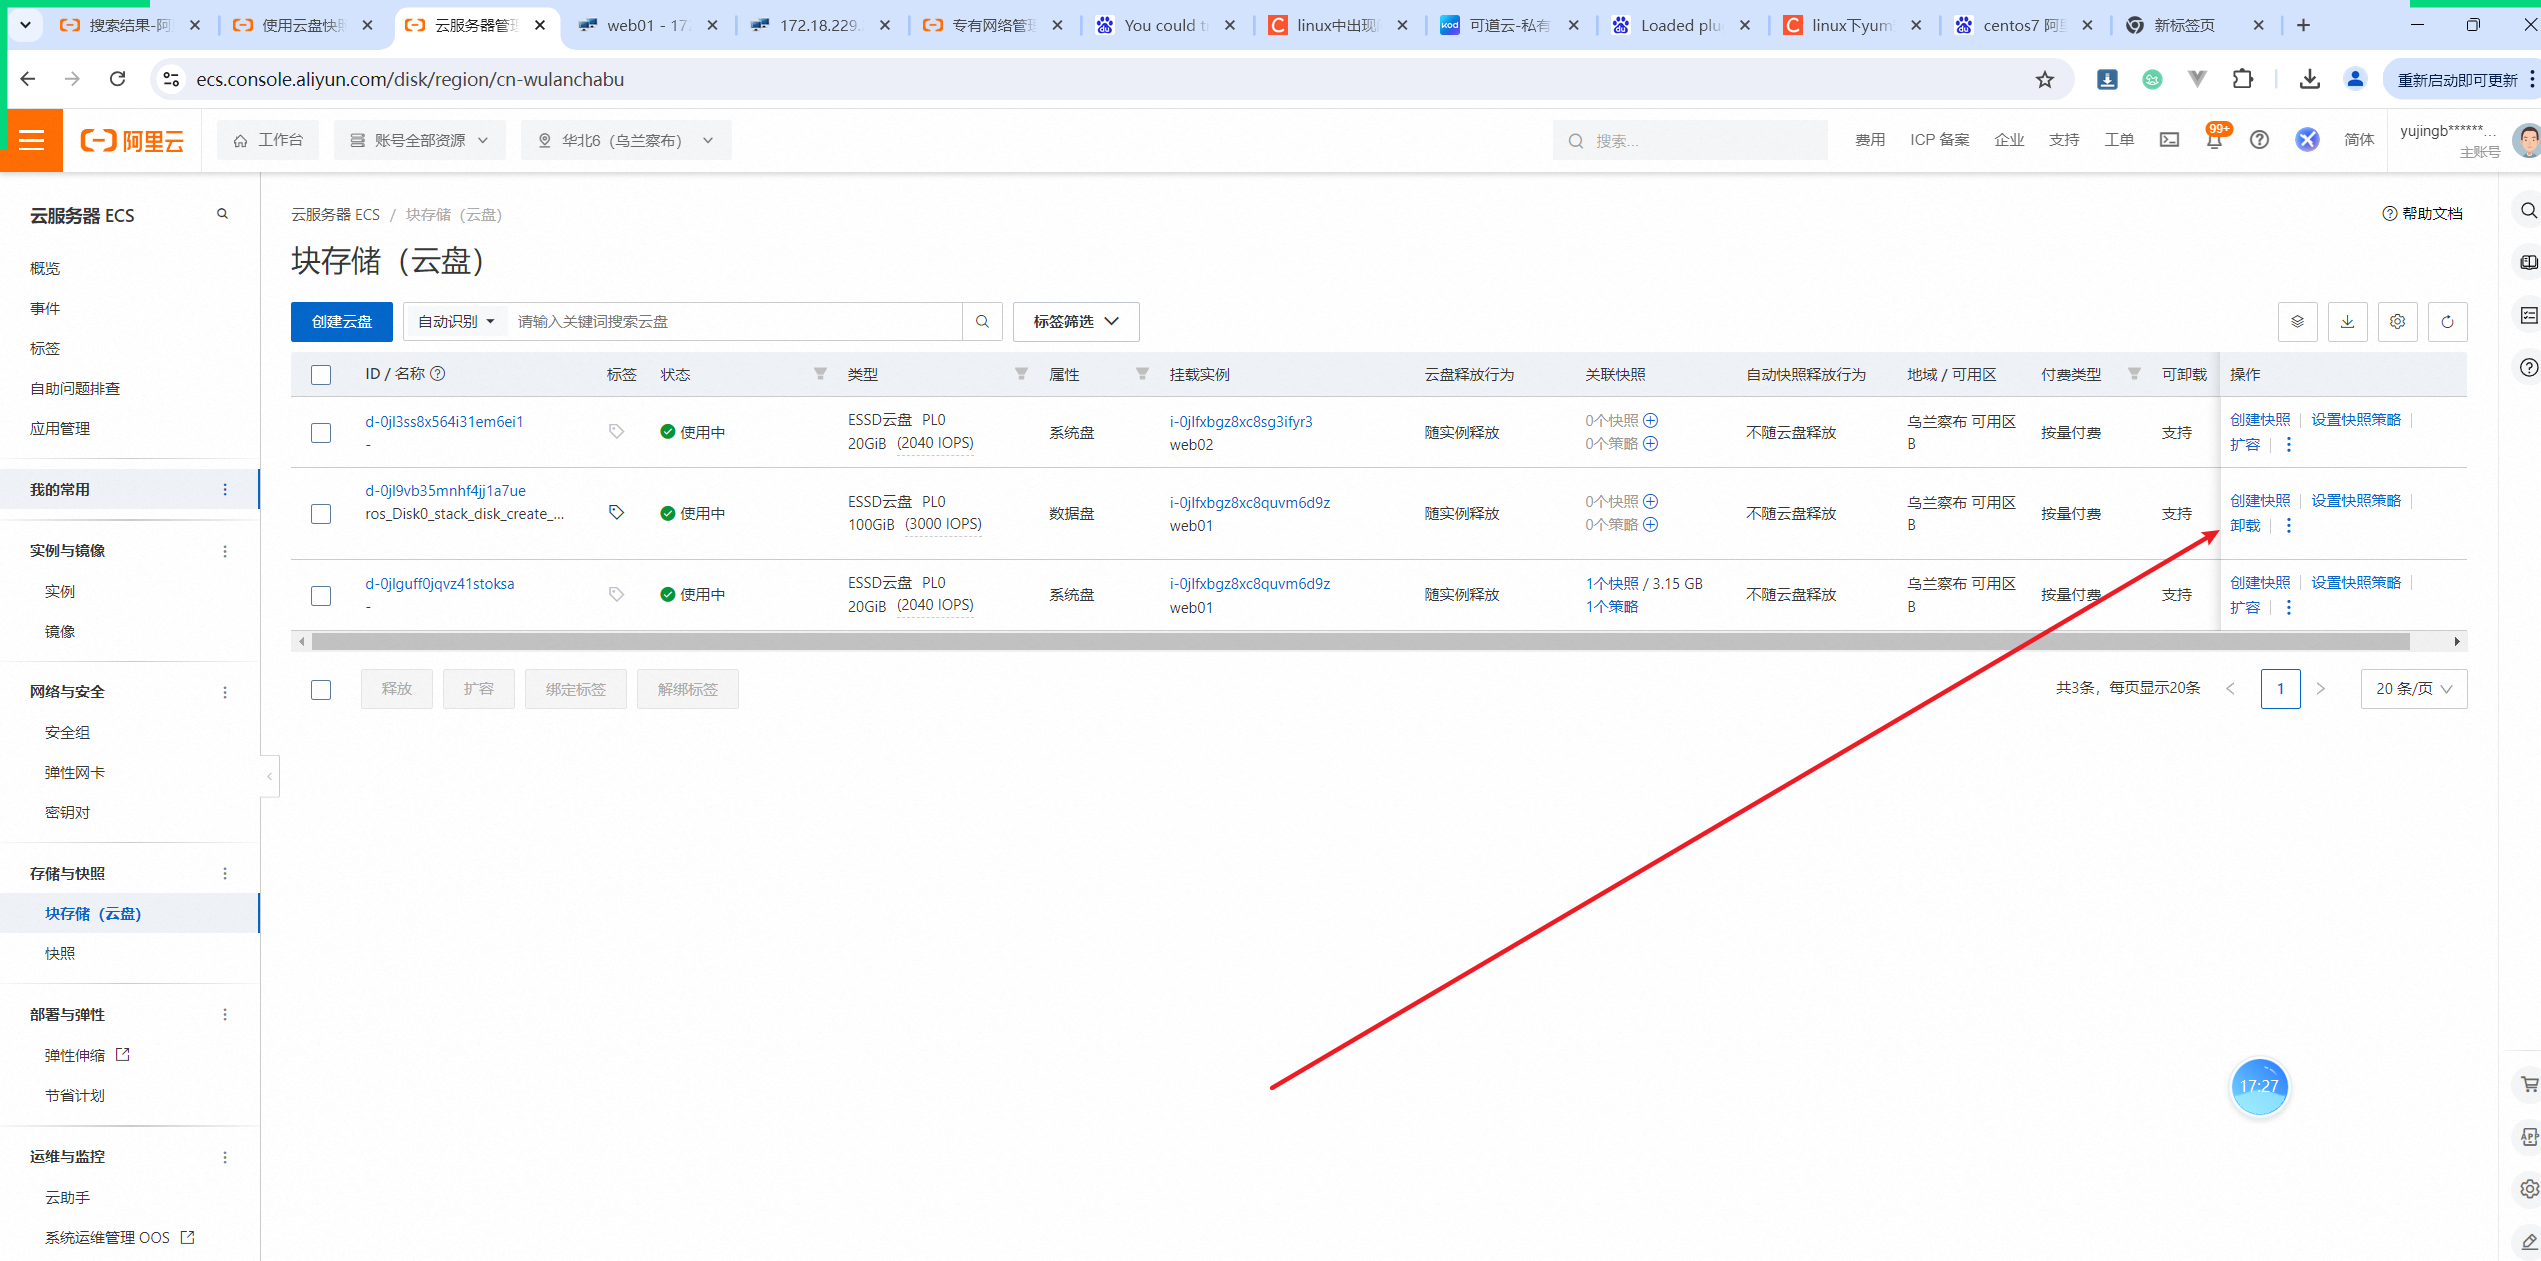 搜索结果-阿
使用云盘快照
云服务器管理
web01 - 172
172.18.229.
专有网络管理
You could t
linux中出现
可道云-私有
Loaded plu
linux下yum
centos7 阿
新标签页
ecs.console.aliyun.com/disk/region/cn-wulanchabu
重新启动即可更新
阿里云
工作台
账号全部资源
华北6（乌兰察布）
搜索...
费用
ICP 备案
企业
支持
工单
99+
简体
yujingb******...
主账号
云服务器 ECS
概览
事件
标签
自助问题排查
应用管理
我的常用
实例与镜像
实例
镜像
网络与安全
安全组
弹性网卡
密钥对
存储与快照
块存储（云盘）
快照
部署与弹性
弹性伸缩
节省计划
运维与监控
云助手
系统运维管理 OOS
云服务器 ECS / 块存储（云盘）
帮助文档
块存储（云盘）
创建云盘
自动识别
请输入关键词搜索云盘
标签筛选
ID / 名称 标签 状态 类型 属性 挂载实例 云盘释放行为 关联快照 自动快照释放行为 地域 / 可用区 付费类型 可卸载 操作
d-0jl3ss8x564i31em6ei1
-
使用中
ESSD云盘 PL0
20GiB (2040 IOPS)
系统盘
i-0jlfxbgz8xc8sg3ifyr3
web02
随实例释放
0个快照
0个策略
不随云盘释放
乌兰察布 可用区
B
按量付费
支持
创建快照 设置快照策略
扩容
d-0jl9vb35mnhf4jj1a7ue
ros_Disk0_stack_disk_create_...
使用中
ESSD云盘 PL0
100GiB (3000 IOPS)
数据盘
i-0jlfxbgz8xc8quvm6d9z
web01
随实例释放
0个快照
0个策略
不随云盘释放
乌兰察布 可用区
B
按量付费
支持
创建快照 设置快照策略
卸载
d-0jlguff0jqvz41stoksa
-
使用中
ESSD云盘 PL0
20GiB (2040 IOPS)
系统盘
i-0jlfxbgz8xc8quvm6d9z
web01
随实例释放
1个快照 / 3.15 GB
1个策略
不随云盘释放
乌兰察布 可用区
B
按量付费
支持
创建快照 设置快照策略
扩容
释放
扩容
绑定标签
解绑标签
共3条，每页显示20条
1
20 条/页
17:27
APP